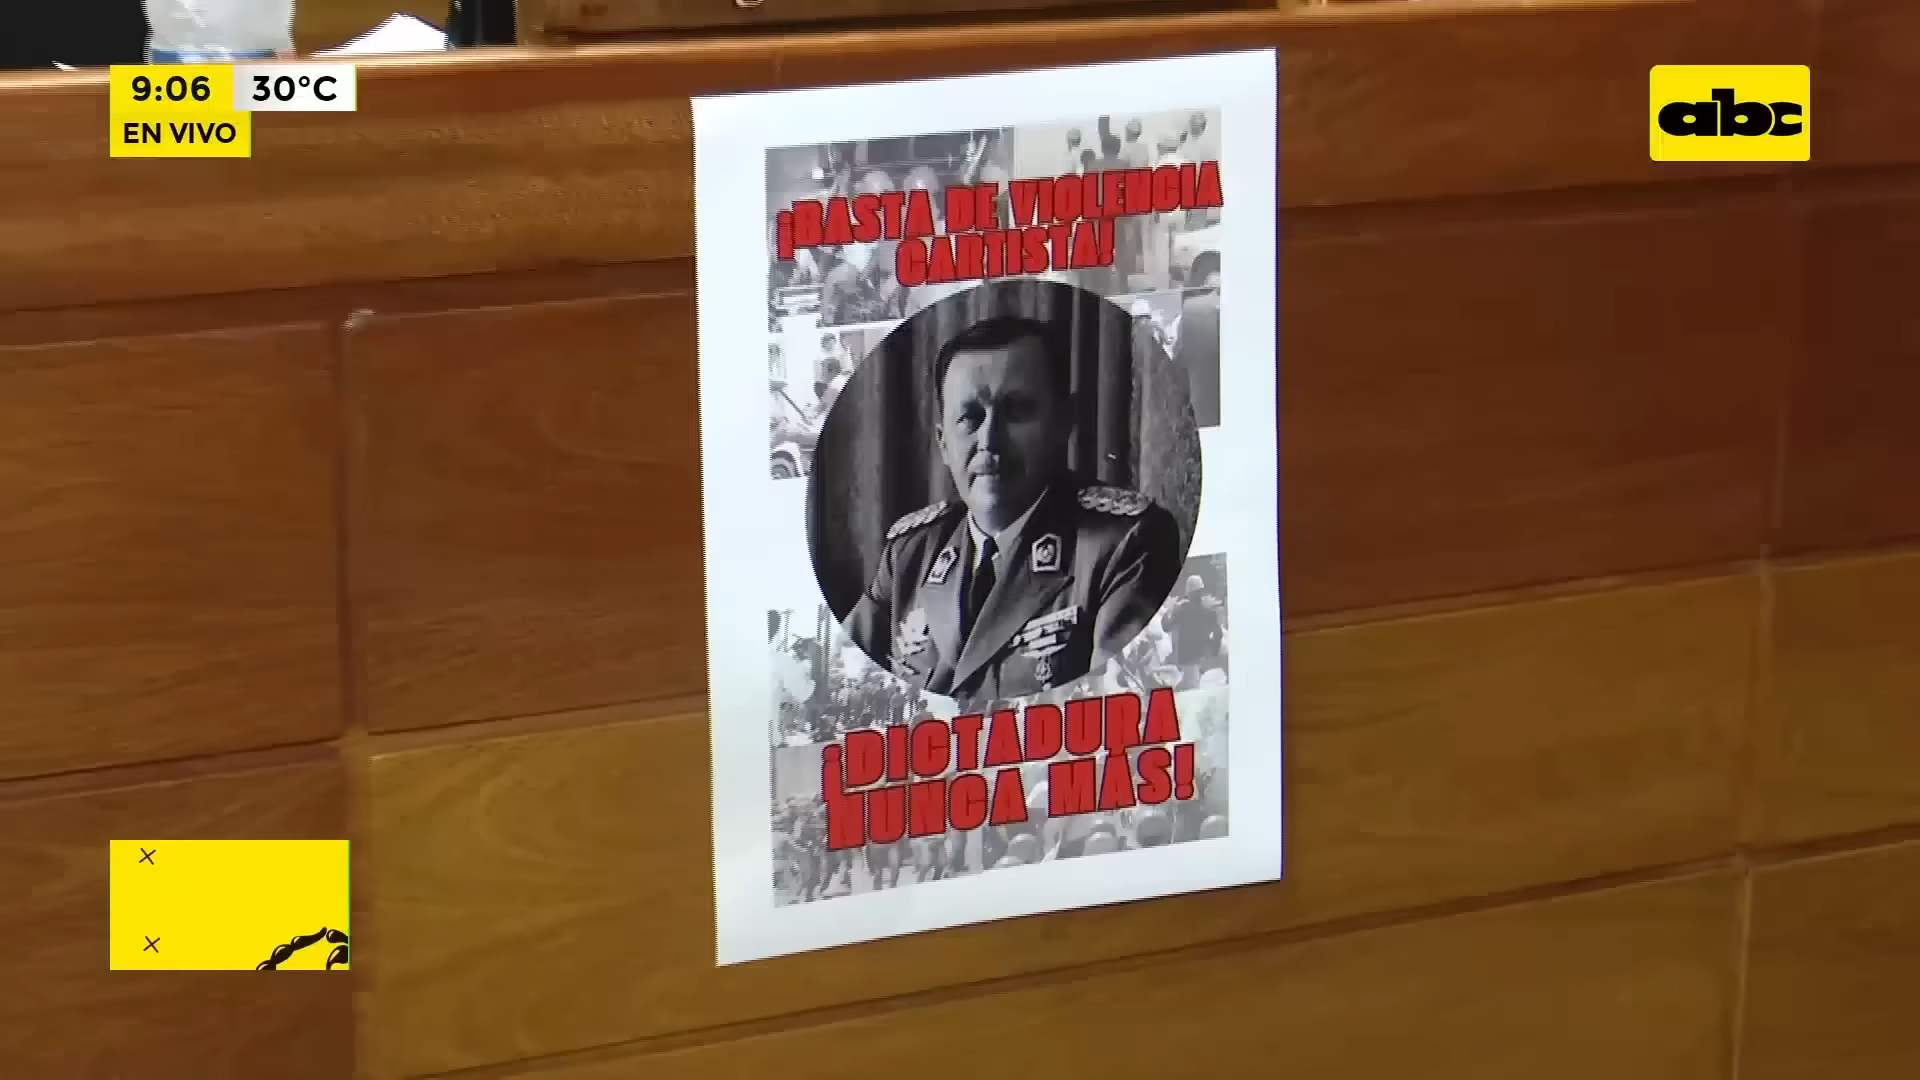 9:06 30°C
EN VIVO
abc
¡BASTA DE VIOLENCIA
CARTISTA!
¡DICTADURA
NUNCA MÁS!